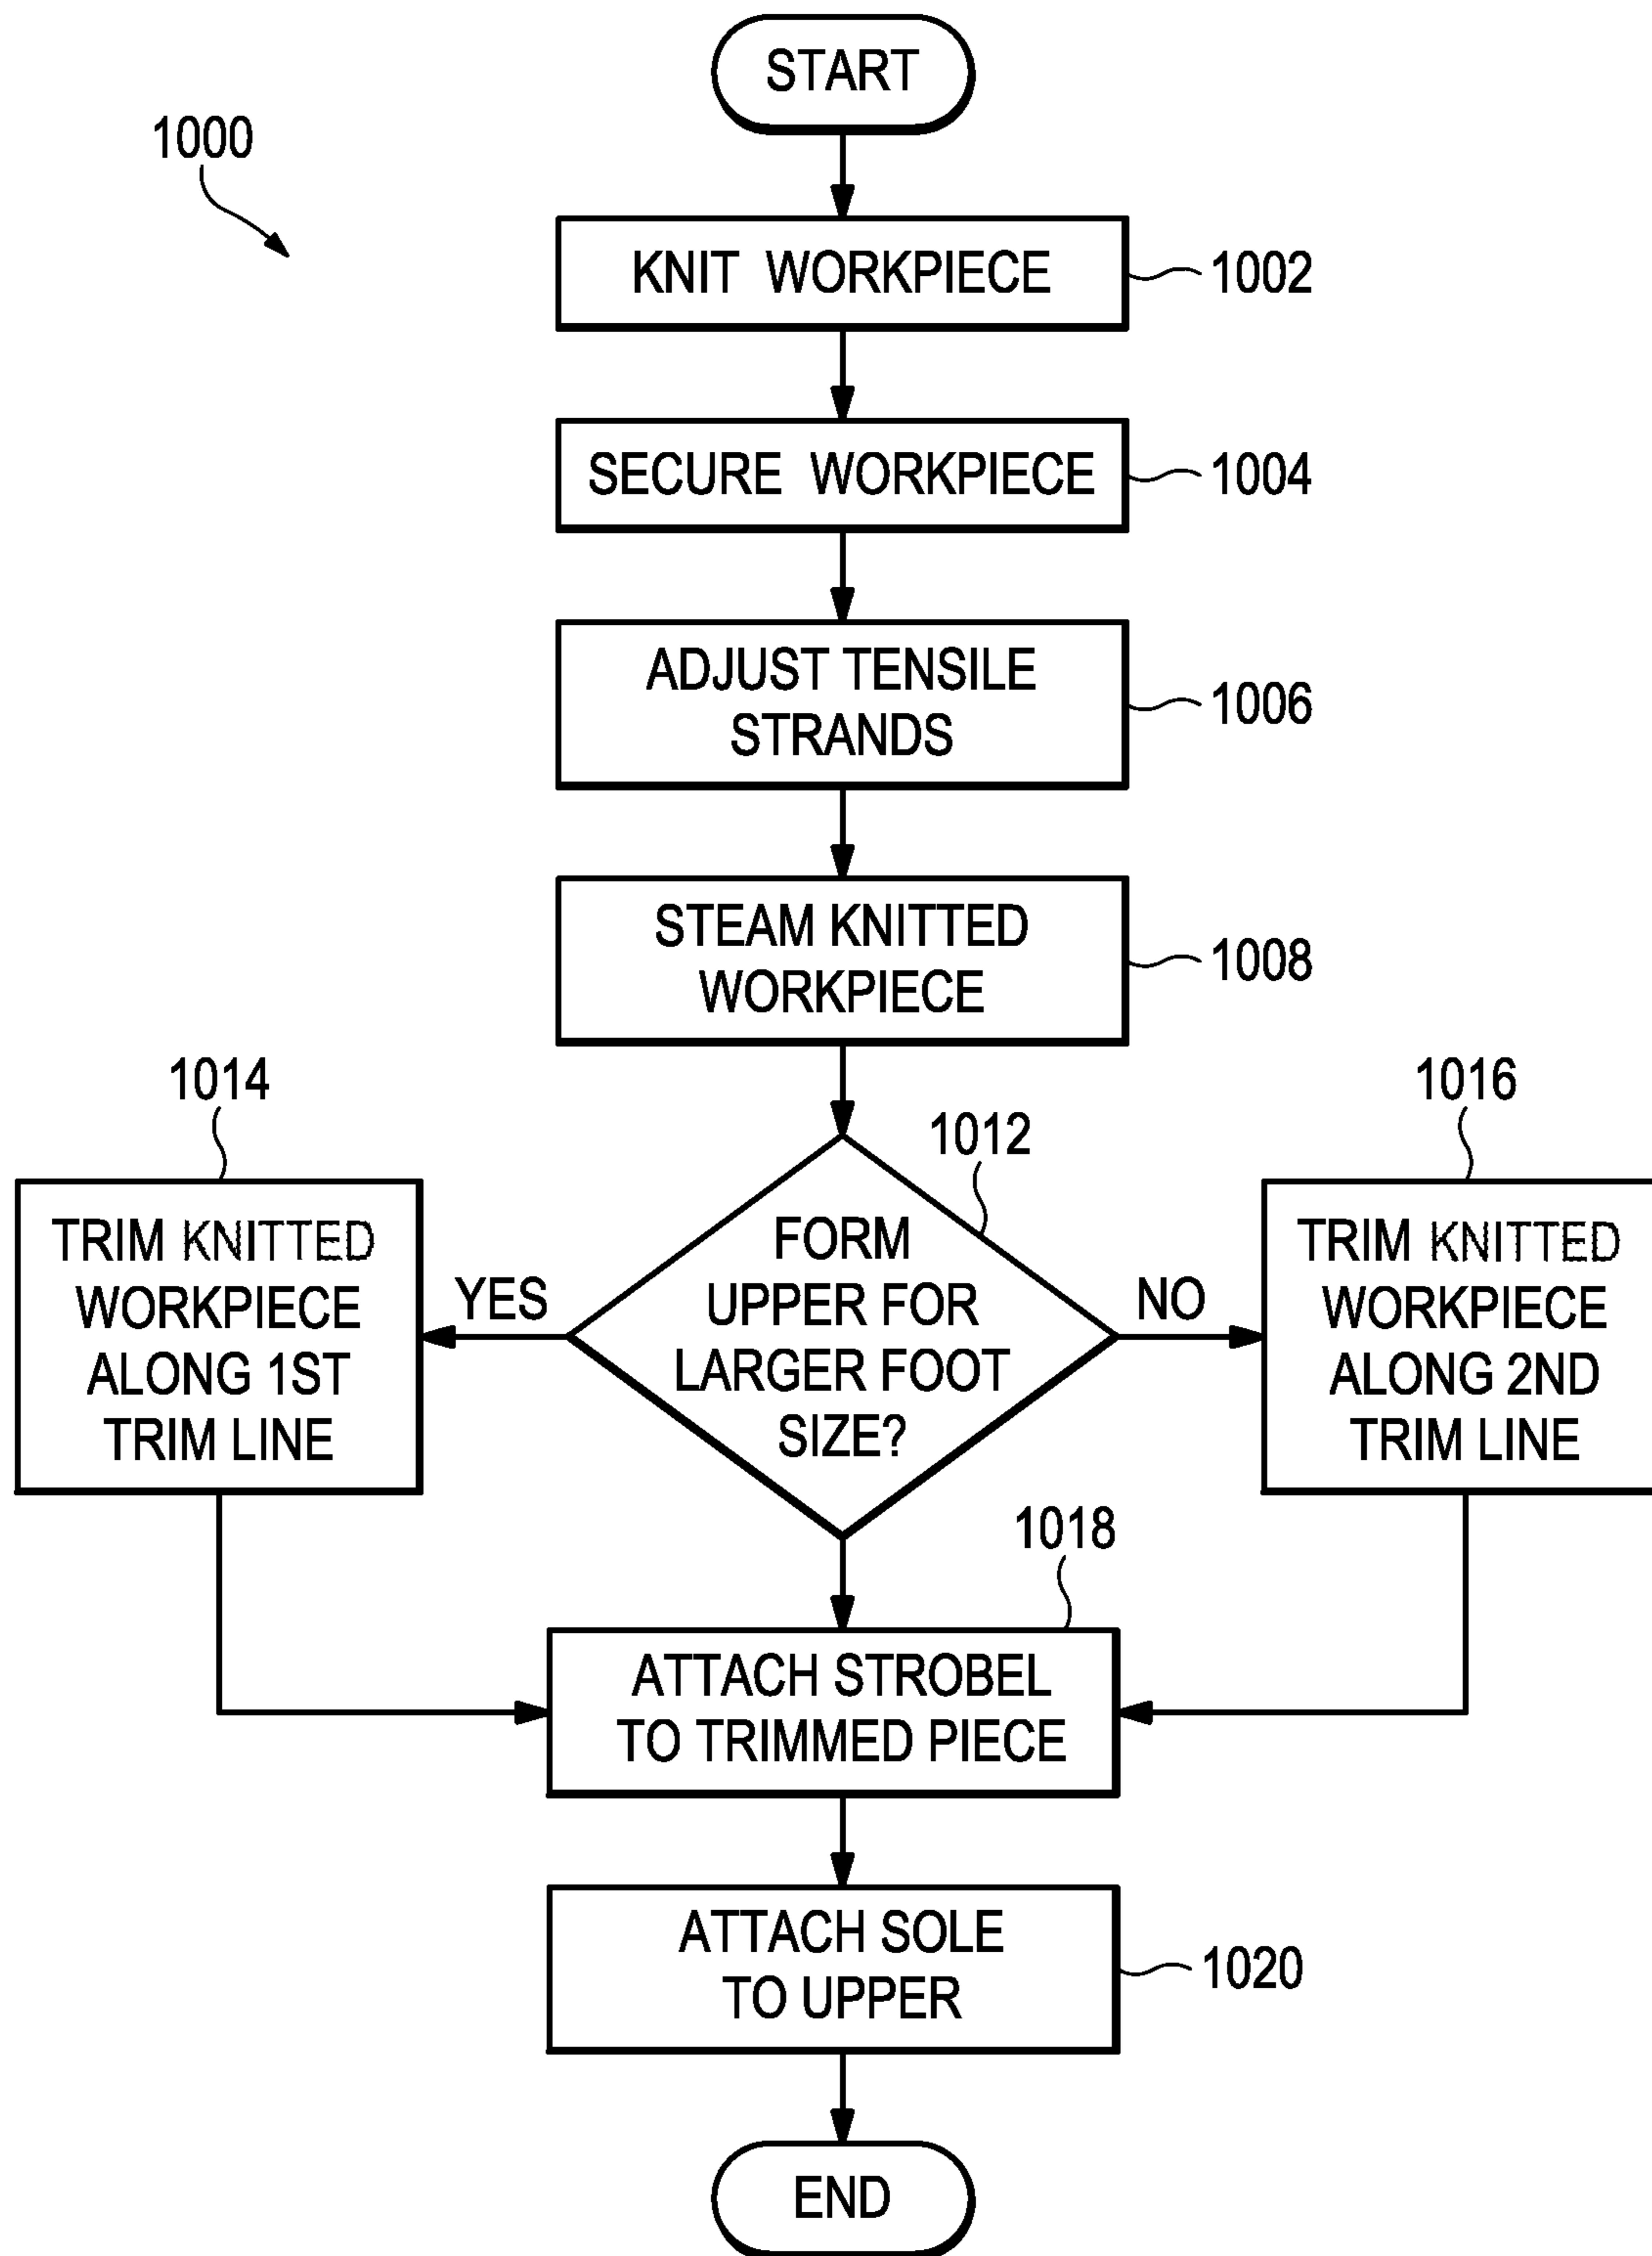 START
1000
KNIT WORKPIECE
1002
SECURE WORKPIECE
1004
ADJUST TENSILE
STRANDS
1006
STEAM KNITTED
WORKPIECE
1008
1014
1016
1012
TRIM KNITTED
WORKPIECE
ALONG 1ST
TRIM LINE
YES
FORM
UPPER FOR
LARGER FOOT
SIZE?
NO
TRIM KNITTED
WORKPIECE
ALONG 2ND
TRIM LINE
1018
ATTACH STROBEL
TO TRIMMED PIECE
ATTACH SOLE
TO UPPER
1020
END